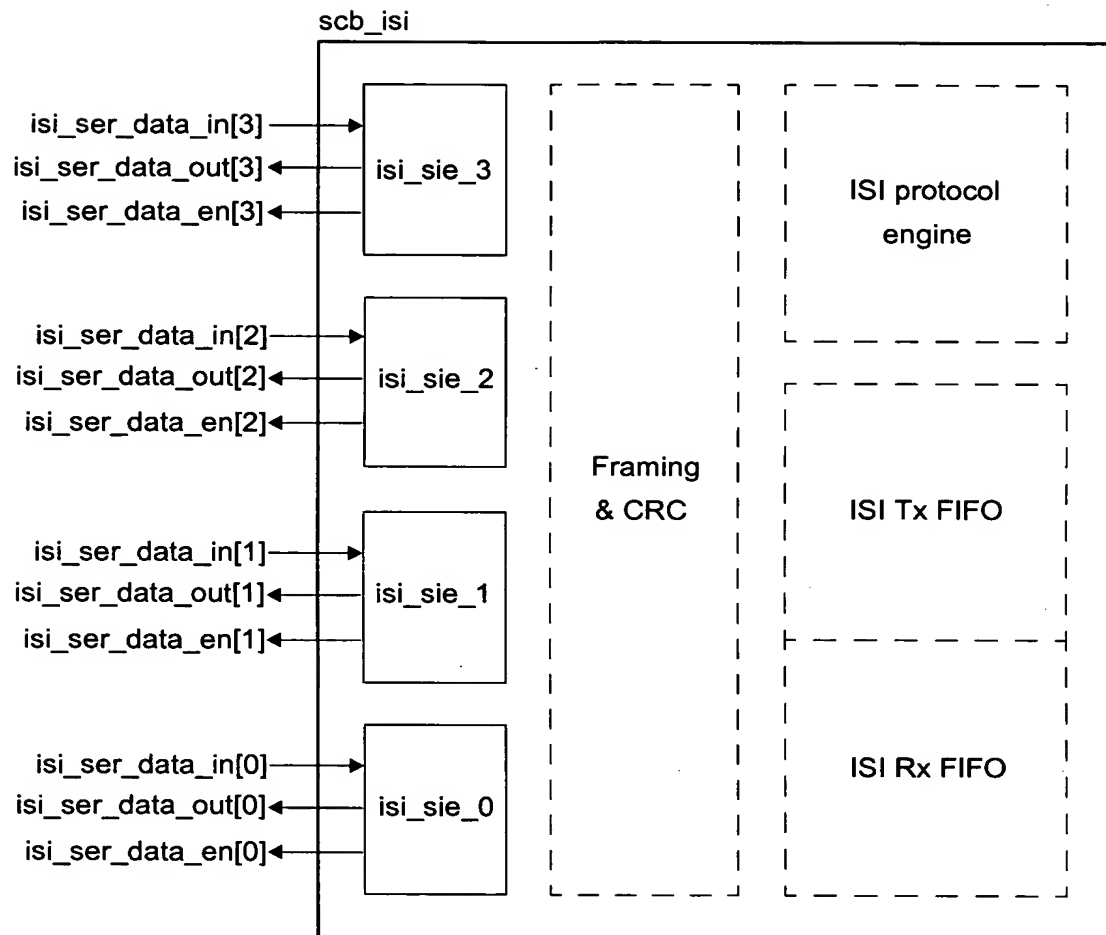 scb_isi
isi_ser_data_in[3]
isi_ser_data_out[3]
isi_ser_data_en[3]
isi_sie_3
isi_ser_data_in[2]
isi_ser_data_out[2]
isi_ser_data_en[2]
isi_sie_2
isi_ser_data_in[1]
isi_ser_data_out[1]
isi_ser_data_en[1]
isi_sie_1
isi_ser_data_in[0]
isi_ser_data_out[0]
isi_ser_data_en[0]
isi_sie_0
Framing
& CRC
ISI protocol
engine
ISI Tx FIFO
ISI Rx FIFO